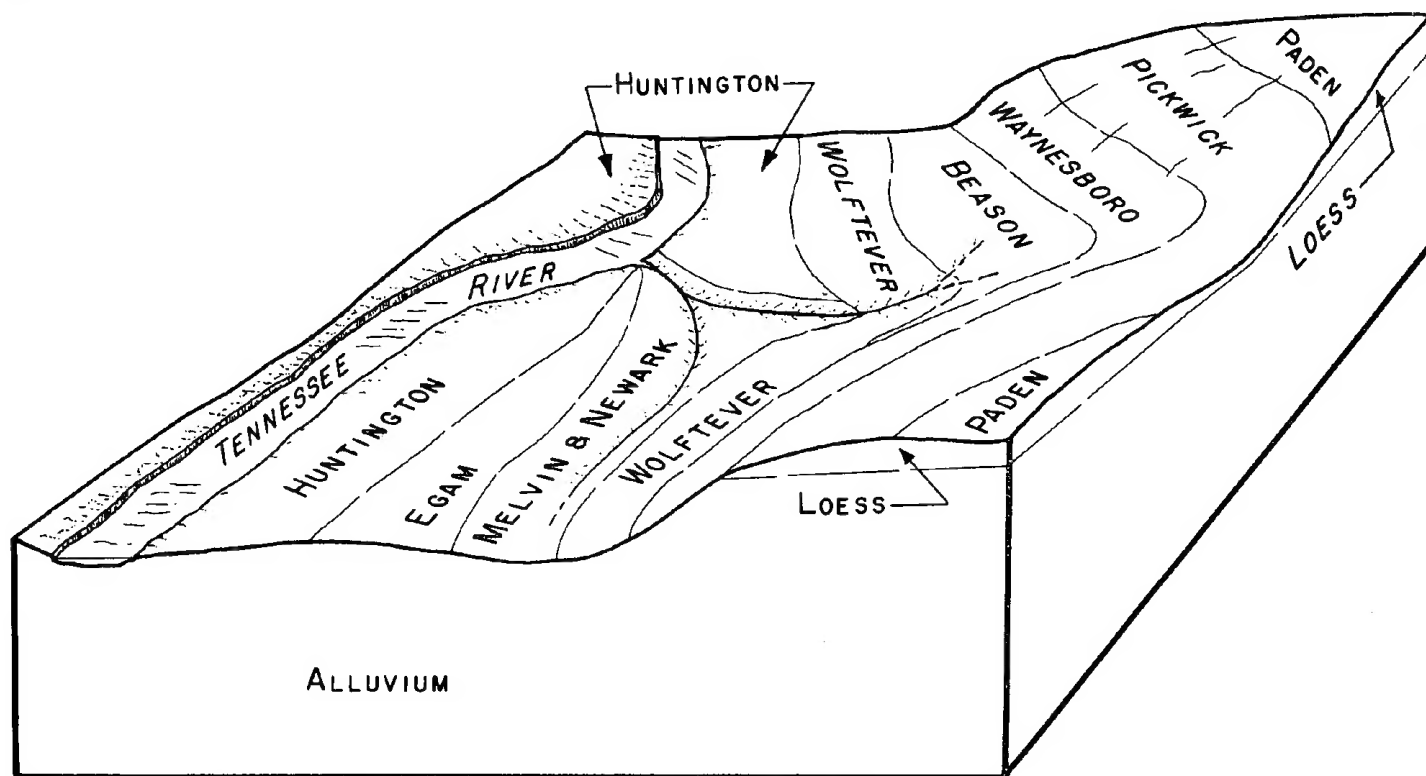 HUNTINGTON
PADEN
PICKWICK
WAYNESBORO
WOLFTEVER
BEASON
LOESS
TENNESSEE RIVER
HUNTINGTON
EGAM
MELVIN & NEWARK
WOLFTEVER
PADEN
LOESS
ALLUVIUM